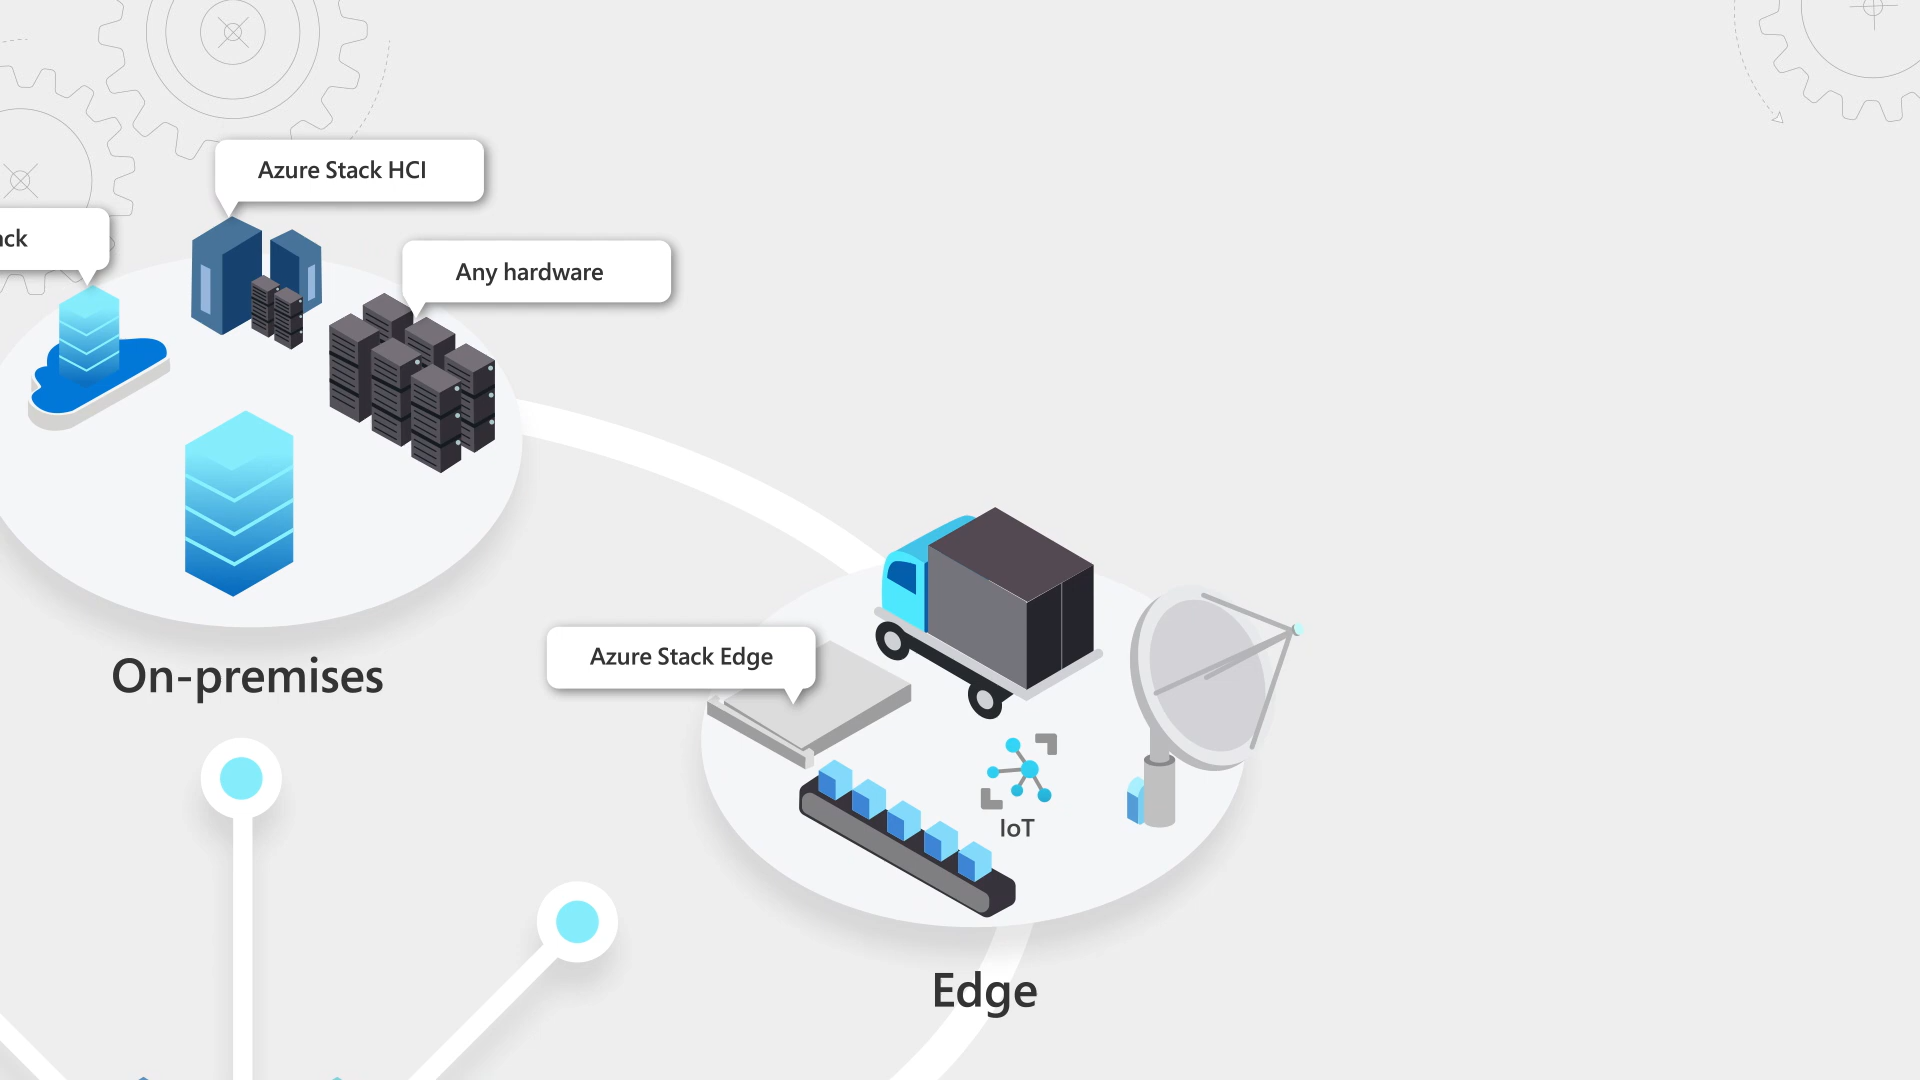 Azure Stack HCI
ack
Any hardware
On-premises
Azure Stack Edge
IoT
Edge